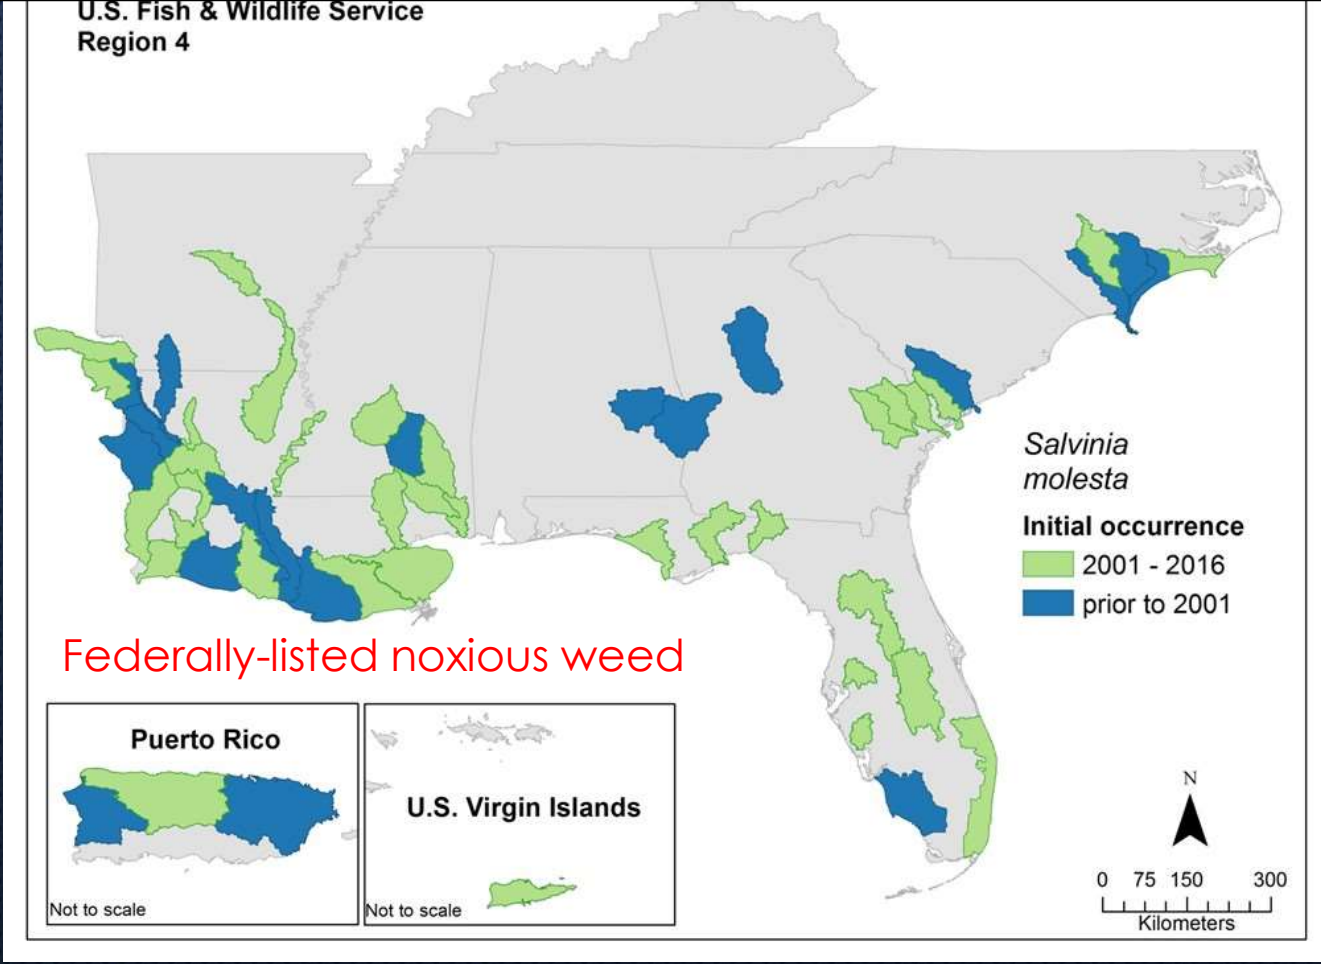 U.S. Fish & Wildlife Service
Region 4
Salvinia
molesta
Initial occurrence
2001 - 2016
prior to 2001
Federally-listed noxious weed
Puerto Rico
Not to scale
U.S. Virgin Islands
Not to scale
N
0 75 150 300
Kilometers